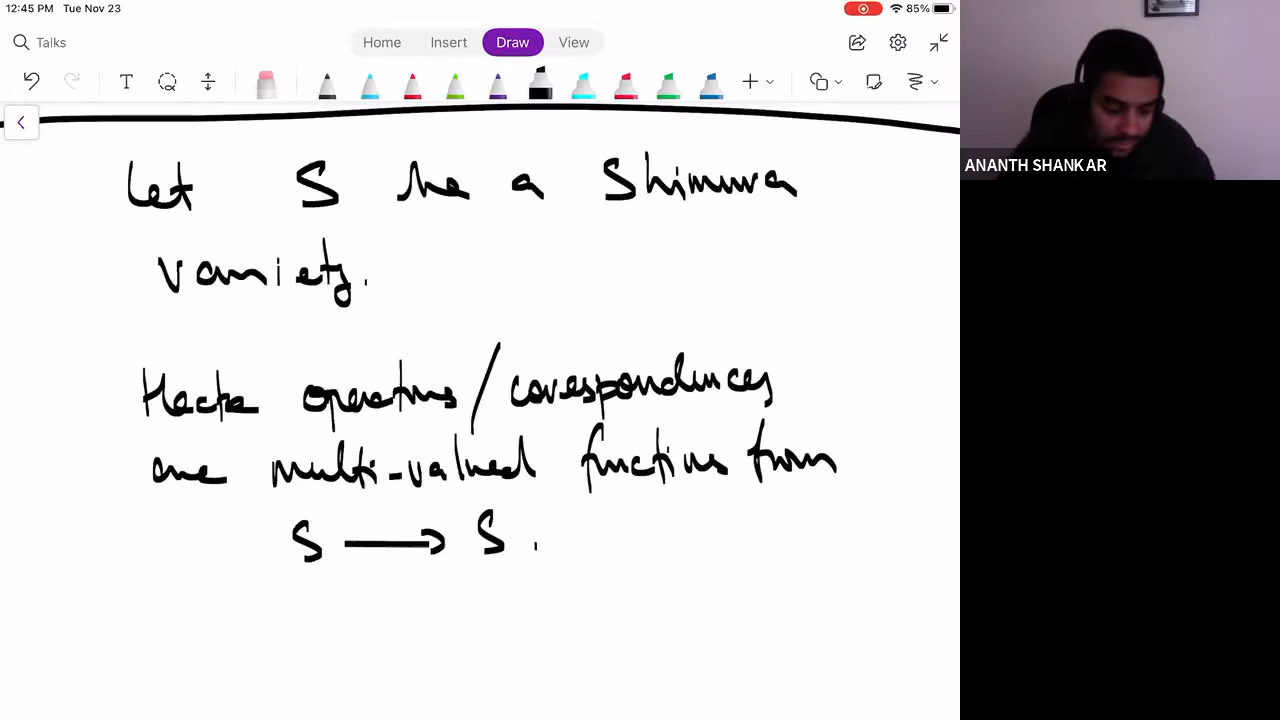 12:45 PM Tue Nov 23
85%
Talks
Home Insert Draw View
ANANTH SHANKAR
Let S be a Shimura
variety.
Hecke operators/correspondences
are multi-valued functions from
S → S.